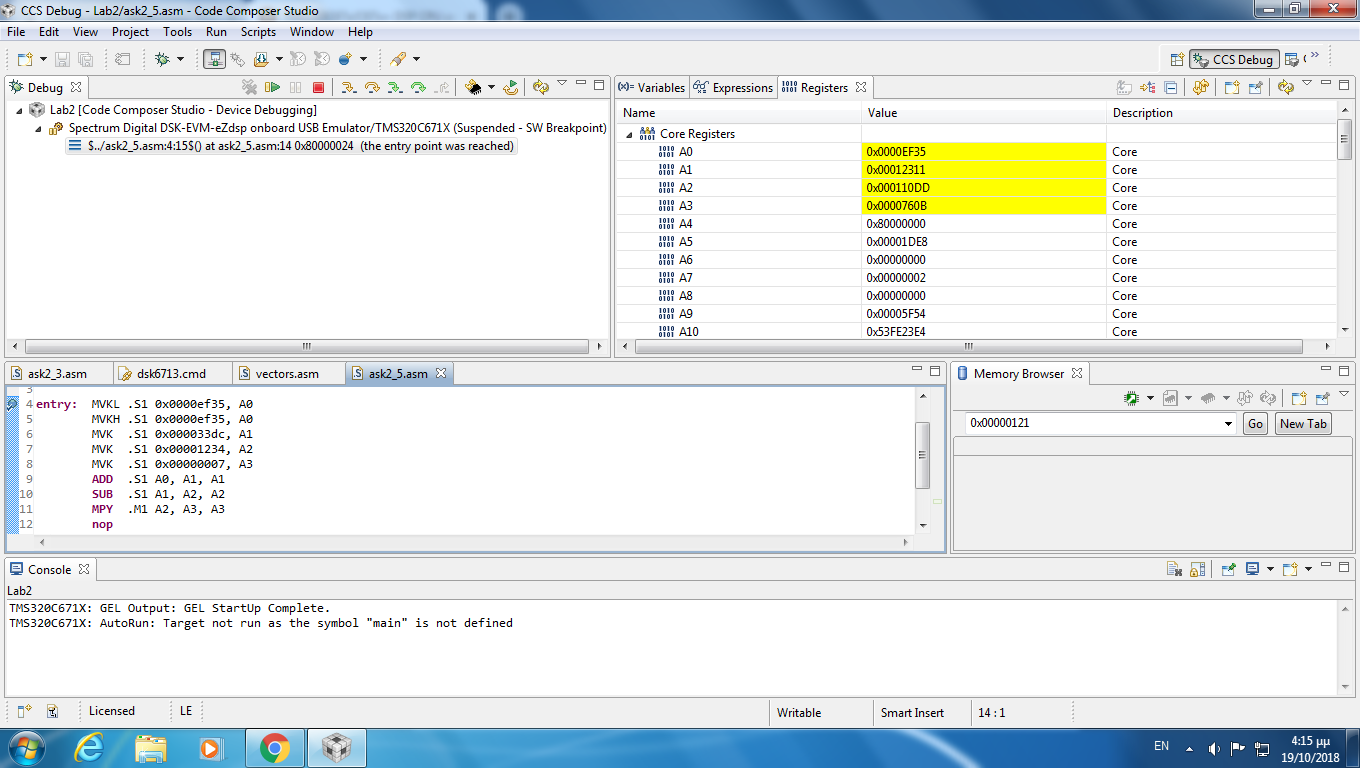 CCS Debug - Lab2/ask2_5.asm - Code Composer Studio
File Edit View Project Tools Run Scripts Window Help
CCS Debug
Debug
Lab2 [Code Composer Studio - Device Debugging]
Spectrum Digital DSK-EVM-eZdsp onboard USB Emulator/TMS320C671X (Suspended - SW Breakpoint)
$../ask2_5.asm:4:15$() at ask2_5.asm:14 0x80000024 (the entry point was reached)
(x)= Variables Expressions Registers
Name Value Description
Core Registers
A0 0x0000EF35 Core
A1 0x00012311 Core
A2 0x000110DD Core
A3 0x0000760B Core
A4 0x80000000 Core
A5 0x00001DE8 Core
A6 0x00000000 Core
A7 0x00000002 Core
A8 0x00000000 Core
A9 0x00005F54 Core
A10 0x53FE23E4 Core
ask2_3.asm dsk6713.cmd vectors.asm ask2_5.asm
3
4 entry: MVKL .S1 0x0000ef35, A0
5 MVKH .S1 0x0000ef35, A0
6 MVK .S1 0x000033dc, A1
7 MVK .S1 0x00001234, A2
8 MVK .S1 0x00000007, A3
9 ADD .S1 A0, A1, A1
10 SUB .S1 A1, A2, A2
11 MPY .M1 A2, A3, A3
12 nop
Memory Browser
0x00000121 Go New Tab
Console
Lab2
TMS320C671X: GEL Output: GEL StartUp Complete.
TMS320C671X: AutoRun: Target not run as the symbol "main" is not defined
Licensed LE Writable Smart Insert 14 : 1
EN 4:15 μμ
19/10/2018